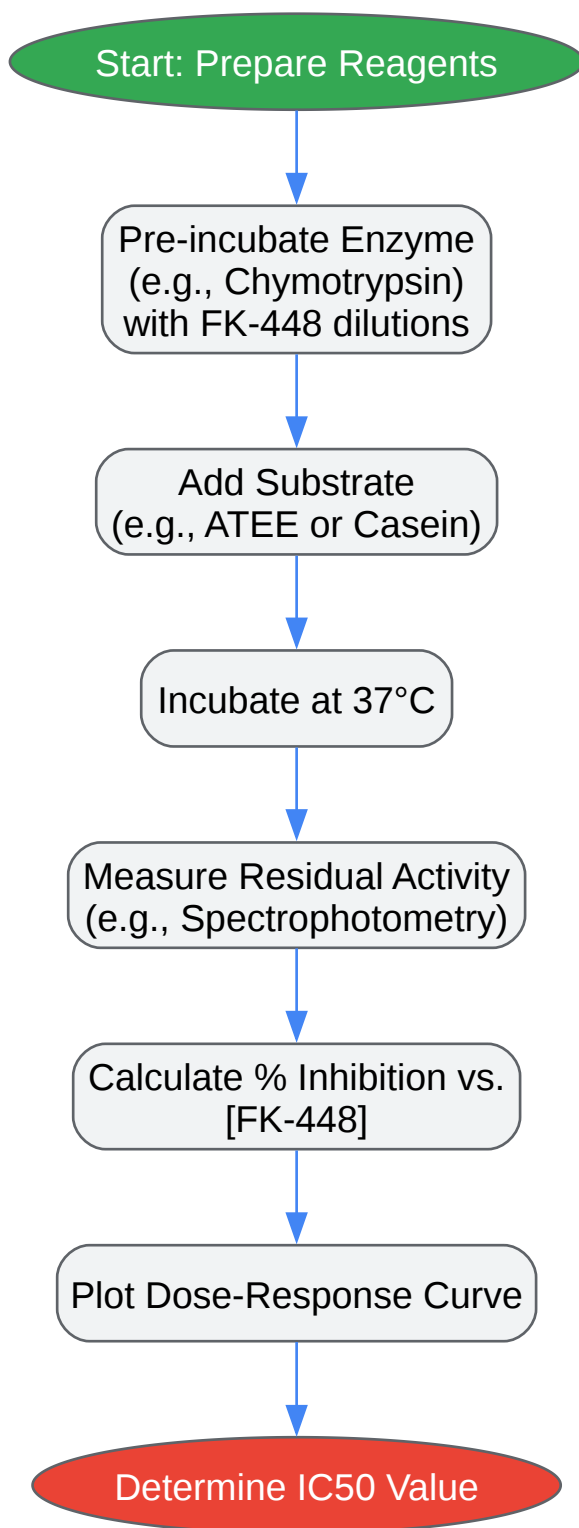 Start: Prepare Reagents
Pre-incubate Enzyme
(e.g., Chymotrypsin)
with FK-448 dilutions
Add Substrate
(e.g., ATEE or Casein)
Incubate at 37°C
Measure Residual Activity
(e.g., Spectrophotometry)
Calculate % Inhibition vs.
[FK-448]
Plot Dose-Response Curve
Determine IC50 Value